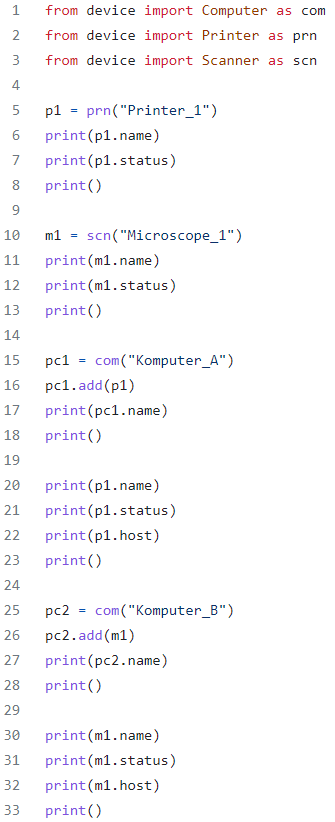 1 from device import Computer as com
2 from device import Printer as prn
3 from device import Scanner as scn
4
5 p1 = prn("Printer_1")
6 print(p1.name)
7 print(p1.status)
8 print()
9
10 m1 = scn("Microscope_1")
11 print(m1.name)
12 print(m1.status)
13 print()
14
15 pc1 = com("Komputer_A")
16 pc1.add(p1)
17 print(pc1.name)
18 print()
19
20 print(p1.name)
21 print(p1.status)
22 print(p1.host)
23 print()
24
25 pc2 = com("Komputer_B")
26 pc2.add(m1)
27 print(pc2.name)
28 print()
29
30 print(m1.name)
31 print(m1.status)
32 print(m1.host)
33 print()